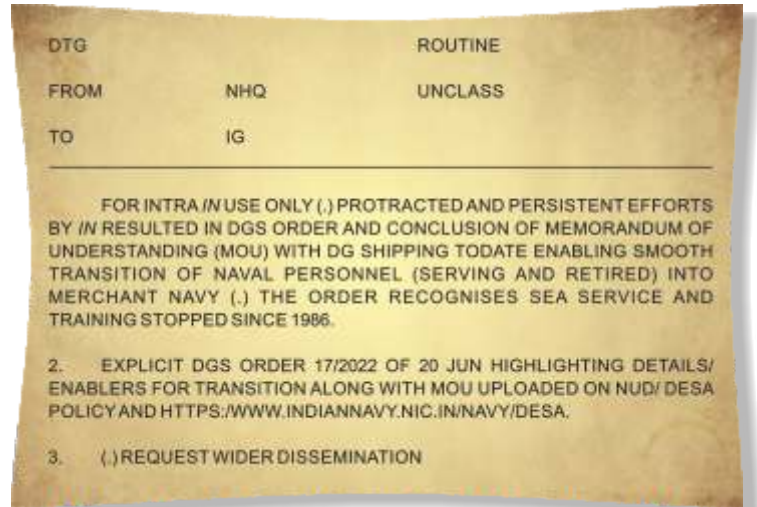 DTG ROUTINE
FROM NHQ UNCLASS
TO IG
FOR INTRA IN USE ONLY (.) PROTRACTED AND PERSISTENT EFFORTS
BY IN RESULTED IN DGS ORDER AND CONCLUSION OF MEMORANDUM OF
UNDERSTANDING (MOU) WITH DG SHIPPING TODATE ENABLING SMOOTH
TRANSITION OF NAVAL PERSONNEL (SERVING AND RETIRED) INTO
MERCHANT NAVY (.) THE ORDER RECOGNISES SEA SERVICE AND
TRAINING STOPPED SINCE 1986.
2. EXPLICIT DGS ORDER 17/2022 OF 20 JUN HIGHLIGHTING DETAILS/
ENABLERS FOR TRANSITION ALONG WITH MOU UPLOADED ON NUD/ DESA
POLICY AND HTTPS:/WWW.INDIANNAVY.NIC.IN/NAVY/DESA.
3. (.) REQUEST WIDER DISSEMINATION